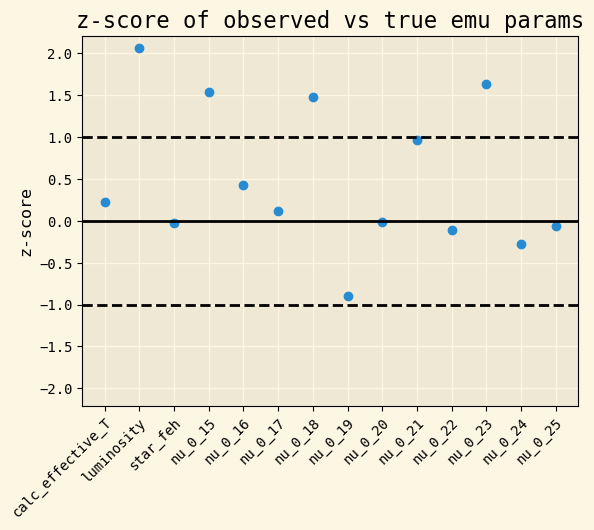 z-score of observed vs true emu params
z-score
2.0
1.5
1.0
0.5
0.0
−0.5
−1.0
−1.5
−2.0
calc_effective_T
luminosity
star_feh
nu_0_15
nu_0_16
nu_0_17
nu_0_18
nu_0_19
nu_0_20
nu_0_21
nu_0_22
nu_0_23
nu_0_24
nu_0_25